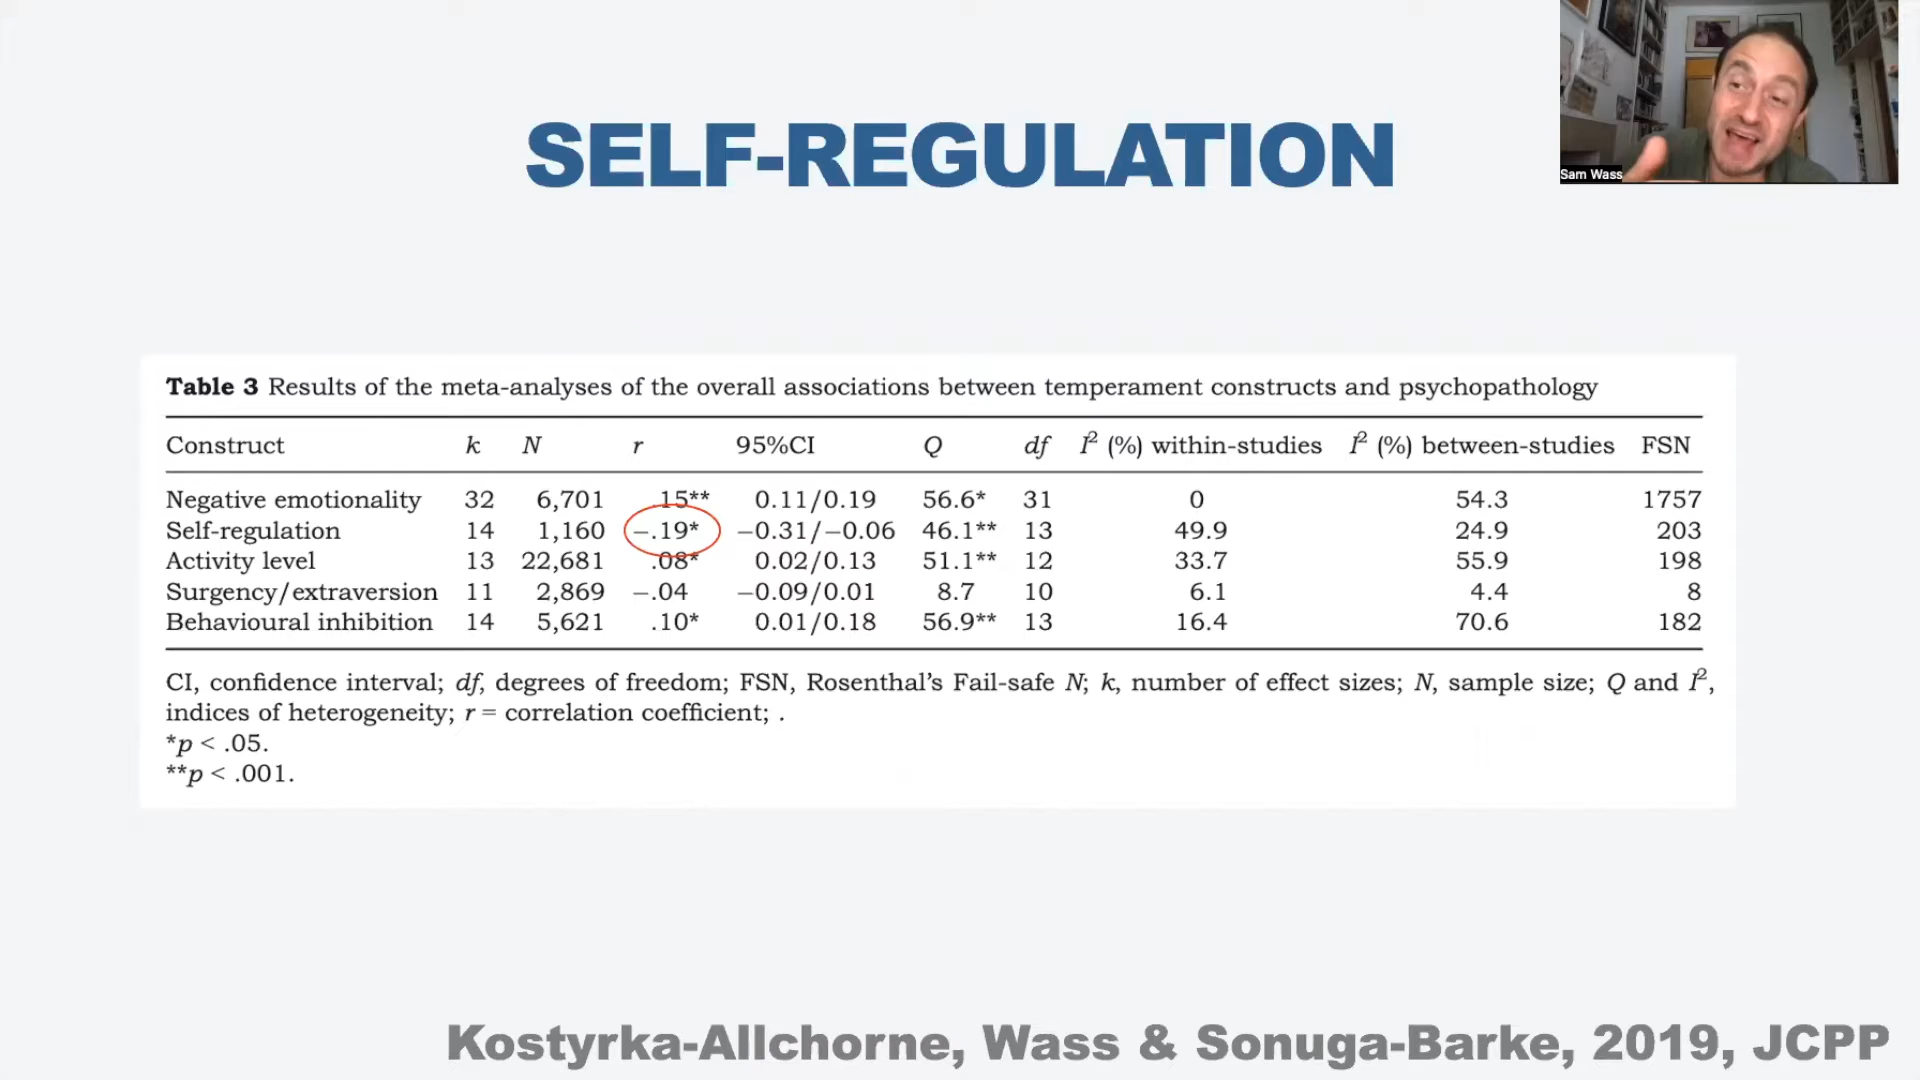 SELF-REGULATION
Sam Wass
Table 3 Results of the meta-analyses of the overall associations between temperament constructs and psychopathology
Construct k N r 95%CI Q df I² (%) within-studies I² (%) between-studies FSN
Negative emotionality 32 6,701 .15** 0.11/0.19 56.6* 31 0 54.3 1757
Self-regulation 14 1,160 −.19* −0.31/−0.06 46.1** 13 49.9 24.9 203
Activity level 13 22,681 .08* 0.02/0.13 51.1** 12 33.7 55.9 198
Surgency/extraversion 11 2,869 −.04 −0.09/0.01 8.7 10 6.1 4.4 8
Behavioural inhibition 14 5,621 .10* 0.01/0.18 56.9** 13 16.4 70.6 182
CI, confidence interval; df, degrees of freedom; FSN, Rosenthal's Fail-safe N; k, number of effect sizes; N, sample size; Q and I²,
indices of heterogeneity; r = correlation coefficient; .
*p < .05.
**p < .001.
Kostyrka-Allchorne, Wass & Sonuga-Barke, 2019, JCPP